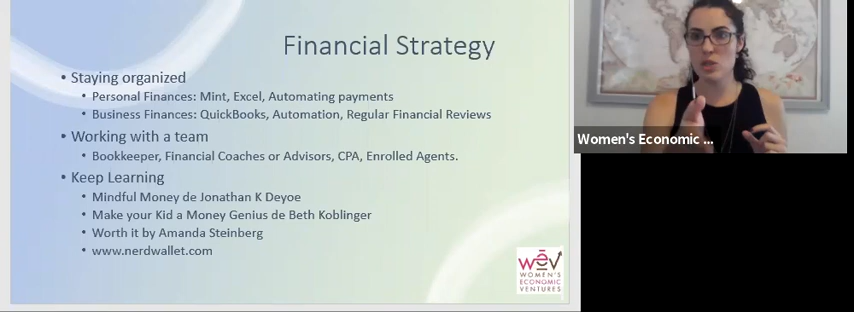 Financial Strategy
• Staying organized
• Personal Finances: Mint, Excel, Automating payments
• Business Finances: QuickBooks, Automation, Regular Financial Reviews
• Working with a team
• Bookkeeper, Financial Coaches or Advisors, CPA, Enrolled Agents.
• Keep Learning
• Mindful Money de Jonathan K Deyoe
• Make your Kid a Money Genius de Beth Koblinger
• Worth it by Amanda Steinberg
• www.nerdwallet.com
wev
WOMEN'S
ECONOMIC
VENTURES
Women's Economic ...